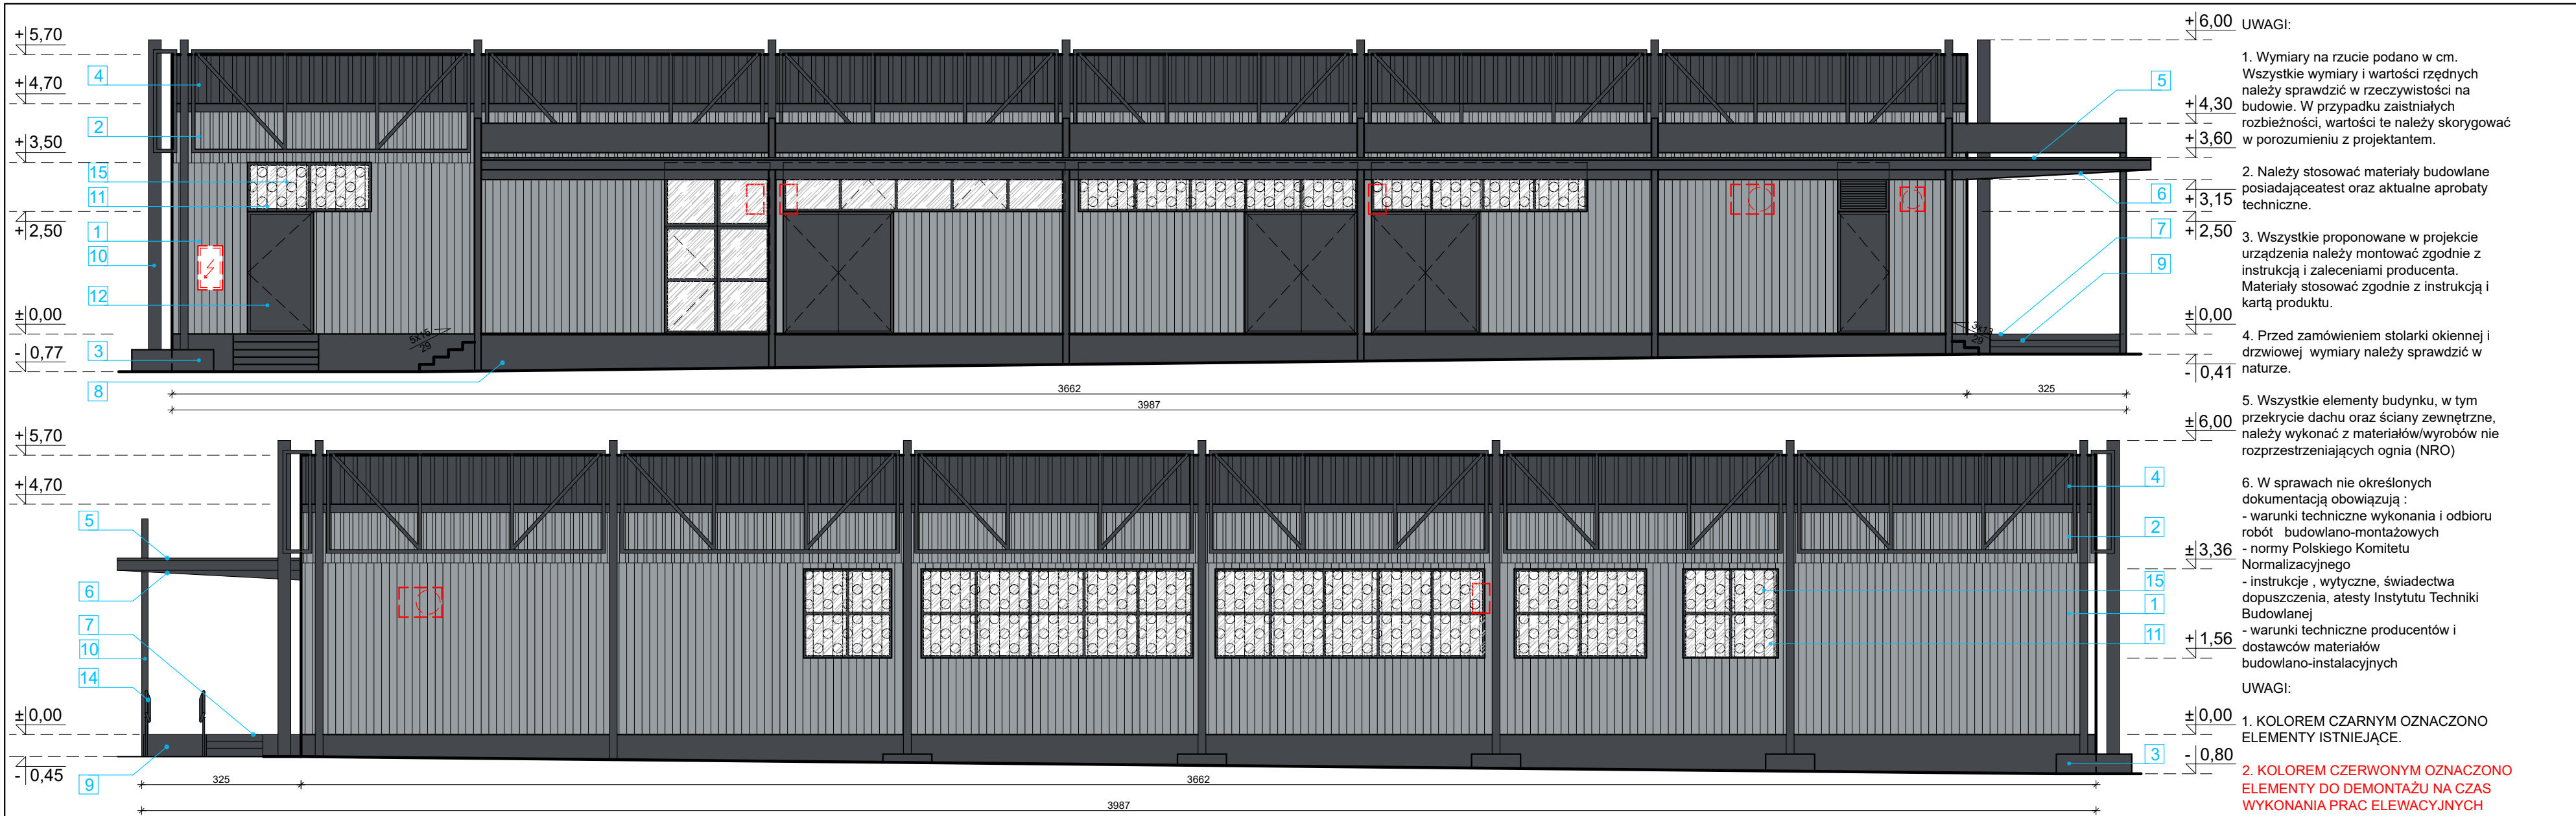 +5,70
+4,70
+3,50
+2,50
±0,00
- 0,77
4
2
15
11
1
10
12
3
8
5x15
29
3x13
29
3662
325
3987
+6,00
+4,30
+3,60
+3,15
+2,50
±0,00
- 0,41
5
6
7
9
+5,70
+4,70
±0,00
- 0,45
5
6
7
10
14
9
325
3662
3987
4
2
15
1
11
3
±6,00
±3,36
+1,56
±0,00
- 0,80
UWAGI:
1. Wymiary na rzucie podano w cm.
Wszystkie wymiary i wartości rzędnych
należy sprawdzić w rzeczywistości na
budowie. W przypadku zaistniałych
rozbieżności, wartości te należy skorygować
w porozumieniu z projektantem.
2. Należy stosować materiały budowlane
posiadająceatest oraz aktualne aprobaty
techniczne.
3. Wszystkie proponowane w projekcie
urządzenia należy montować zgodnie z
instrukcją i zaleceniami producenta.
Materiały stosować zgodnie z instrukcją i
kartą produktu.
4. Przed zamówieniem stolarki okiennej i
drzwiowej wymiary należy sprawdzić w
naturze.
5. Wszystkie elementy budynku, w tym
przekrycie dachu oraz ściany zewnętrzne,
należy wykonać z materiałów/wyrobów nie
rozprzestrzeniających ognia (NRO)
6. W sprawach nie określonych
dokumentacją obowiązują :
- warunki techniczne wykonania i odbioru
robót budowlano-montażowych
- normy Polskiego Komitetu
Normalizacyjnego
- instrukcje , wytyczne, świadectwa
dopuszczenia, atesty Instytutu Techniki
Budowlanej
- warunki techniczne producentów i
dostawców materiałów
budowlano-instalacyjnych
UWAGI:
1. KOLOREM CZARNYM OZNACZONO
ELEMENTY ISTNIEJĄCE.
2. KOLOREM CZERWONYM OZNACZONO
ELEMENTY DO DEMONTAŻU NA CZAS
WYKONANIA PRAC ELEWACYJNYCH